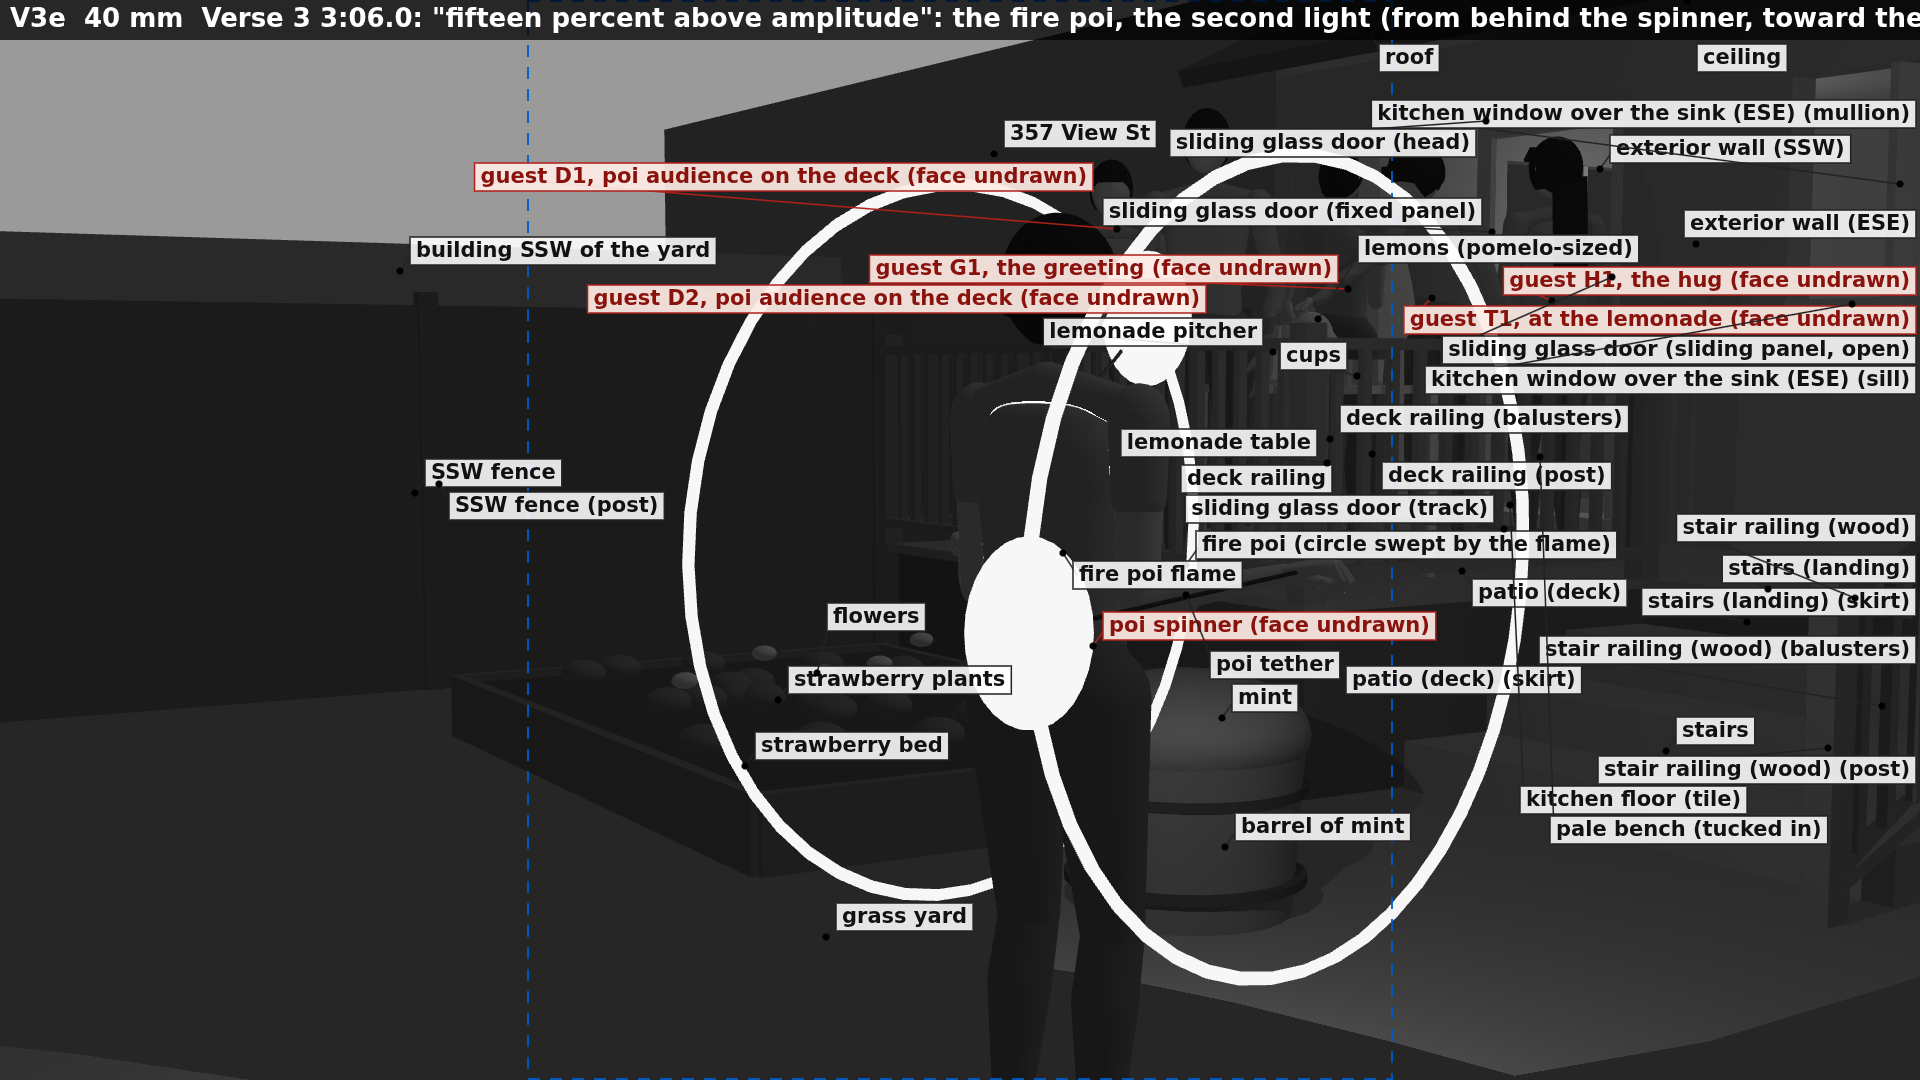 V3e 40 mm Verse 3 3:06.0: "fifteen percent above amplitude": the fire poi, the second light (from behind the spinner, toward the
roof
ceiling
kitchen window over the sink (ESE) (mullion)
357 View St
sliding glass door (head)
exterior wall (SSW)
guest D1, poi audience on the deck (face undrawn)
sliding glass door (fixed panel)
exterior wall (ESE)
building SSW of the yard
lemons (pomelo-sized)
guest G1, the greeting (face undrawn)
guest H1, the hug (face undrawn)
guest D2, poi audience on the deck (face undrawn)
guest T1, at the lemonade (face undrawn)
lemonade pitcher
sliding glass door (sliding panel, open)
cups
kitchen window over the sink (ESE) (sill)
deck railing (balusters)
lemonade table
SSW fence
deck railing
deck railing (post)
SSW fence (post)
sliding glass door (track)
stair railing (wood)
fire poi (circle swept by the flame)
stairs (landing)
fire poi flame
patio (deck)
stairs (landing) (skirt)
flowers
poi spinner (face undrawn)
stair railing (wood) (balusters)
poi tether
strawberry plants
patio (deck) (skirt)
mint
stairs
strawberry bed
stair railing (wood) (post)
kitchen floor (tile)
barrel of mint
pale bench (tucked in)
grass yard